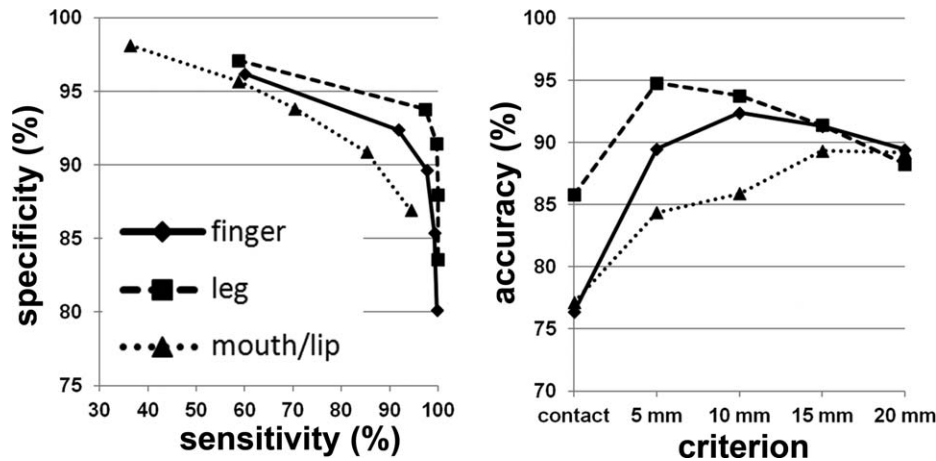 100
95
90
85
80
75
specificity (%)
finger
leg
mouth/lip
30 40 50 60 70 80 90 100
sensitivity (%)
100
95
90
85
80
75
70
accuracy (%)
contact 5 mm 10 mm 15 mm 20 mm
criterion